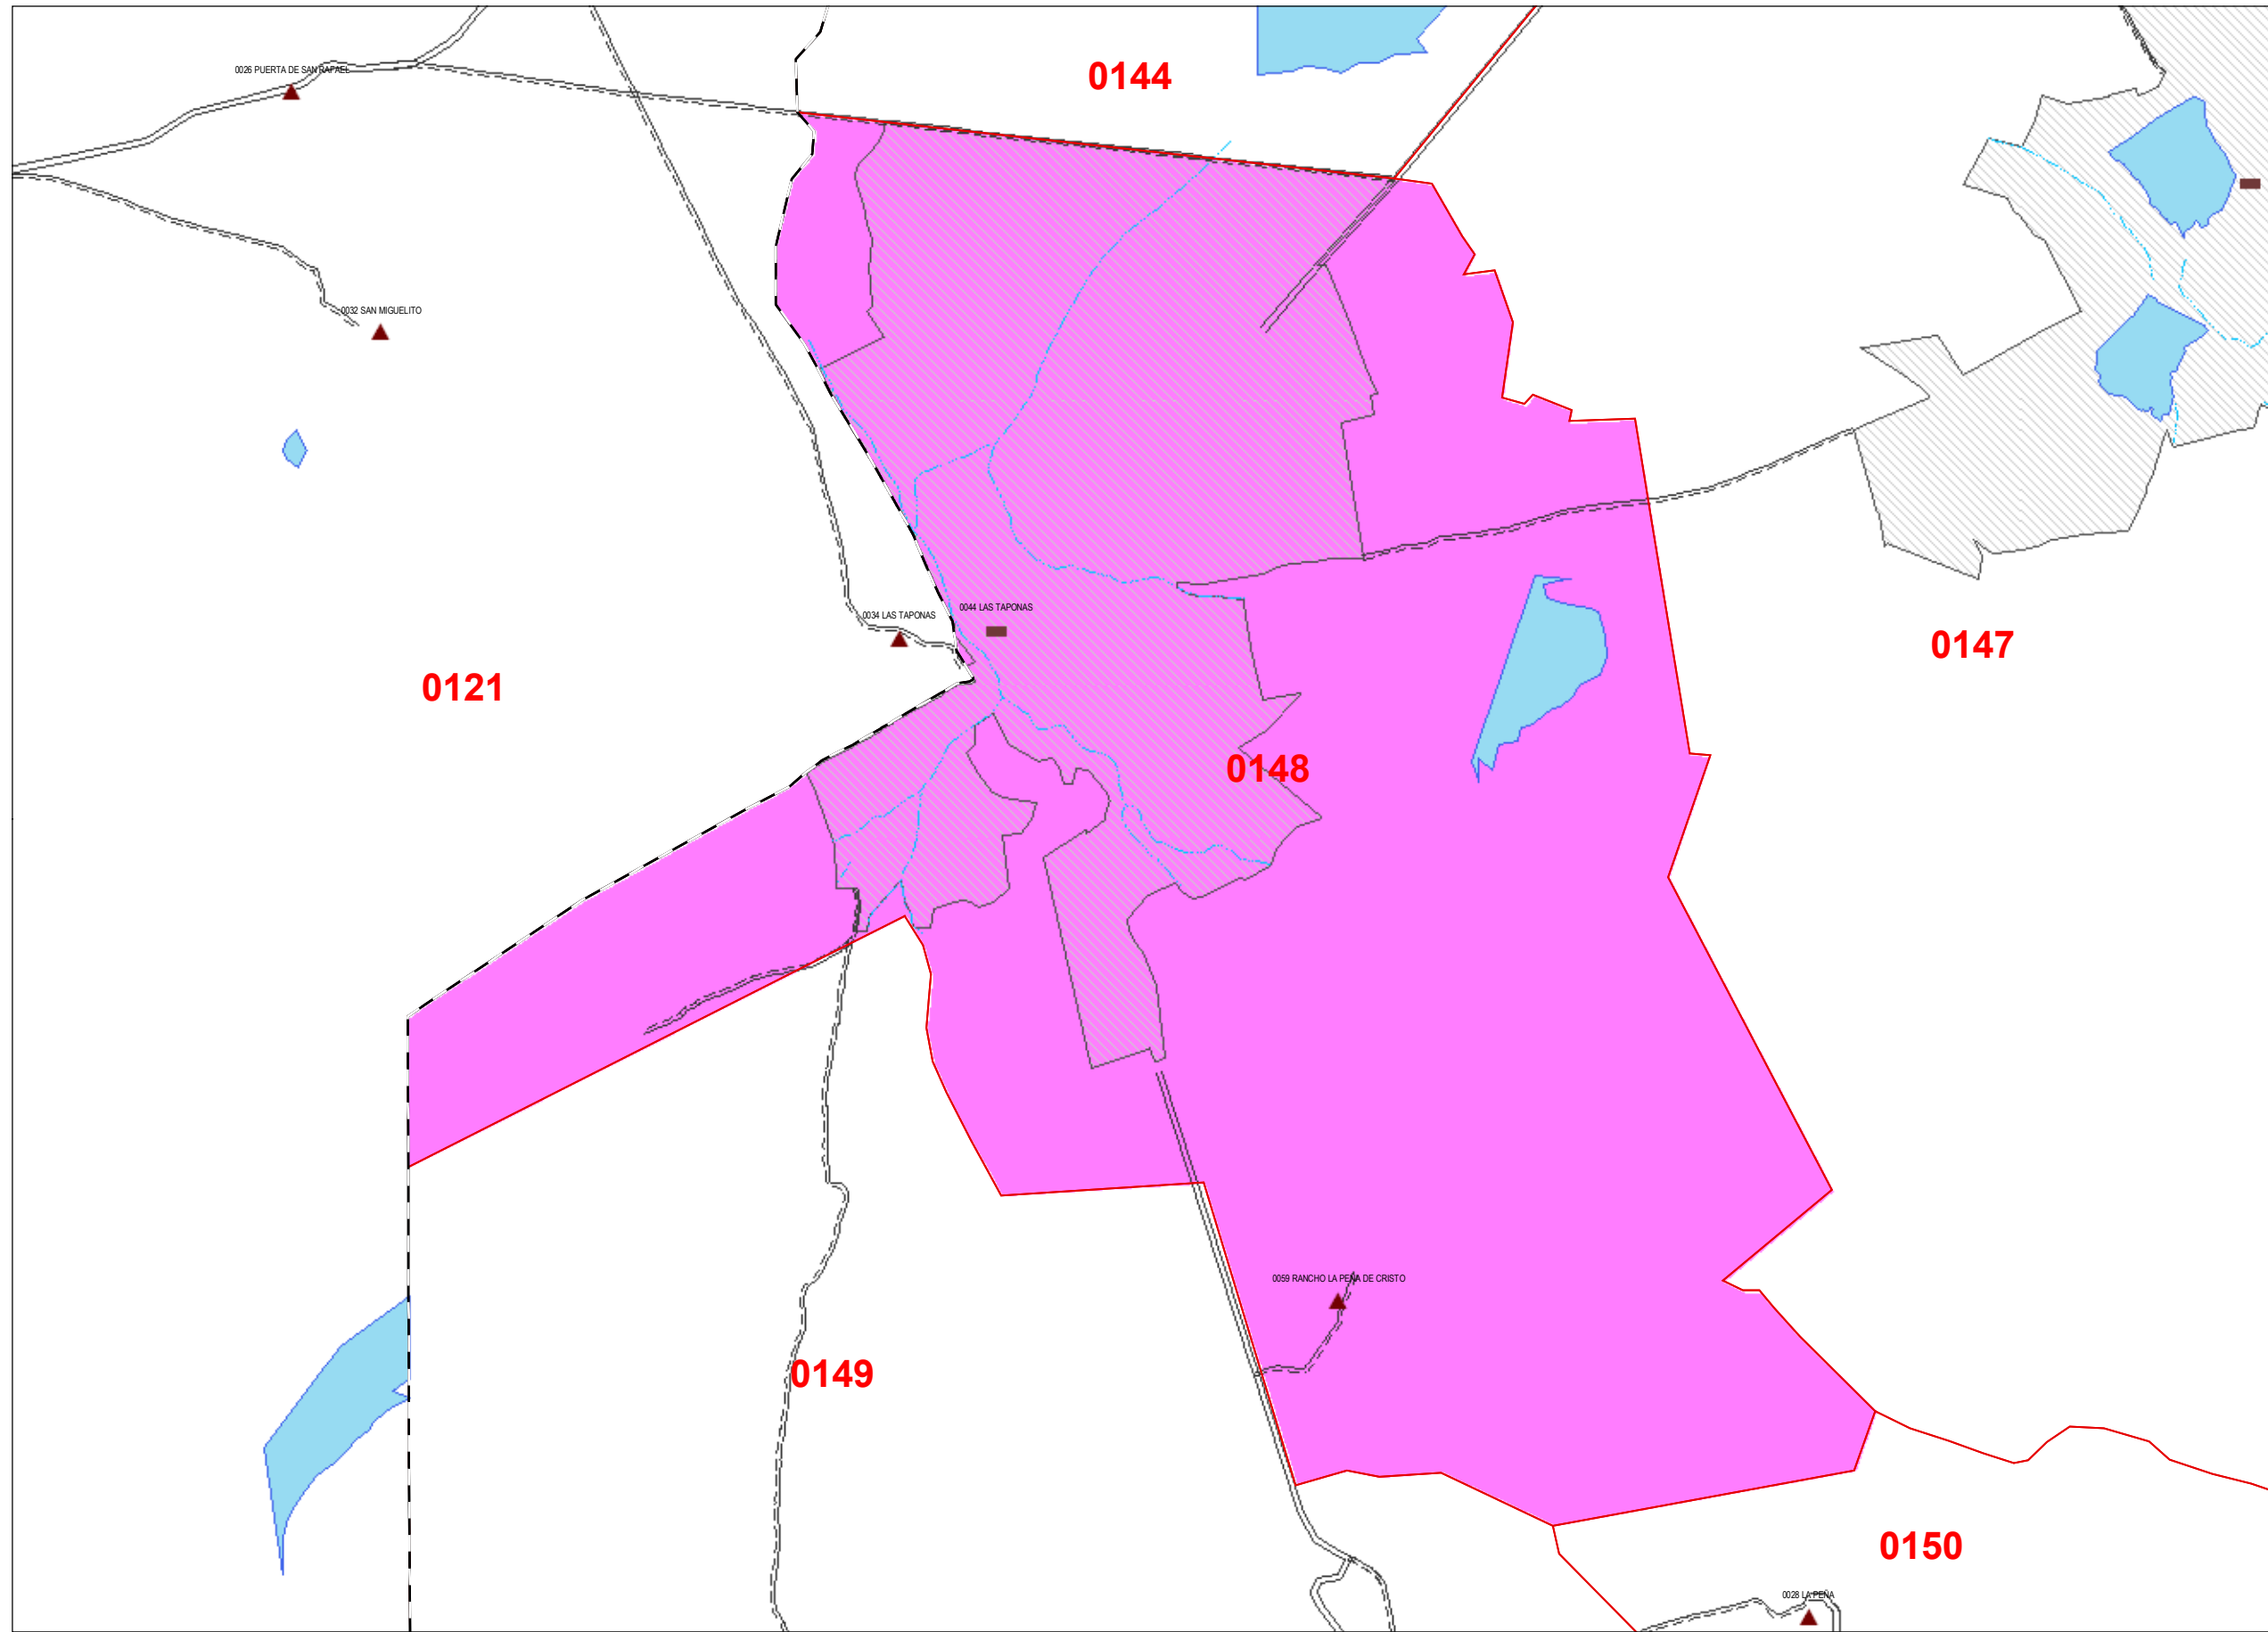 0026 PUERTA DE SAN RAFAEL
0144
0032 SAN MIGUELITO
0034 LAS TAPONAS
0044 LAS TAPONAS
0147
0121
0148
0059 RANCHO LA PEÑA DE CRISTO
0149
0150
0028 LA PEÑA